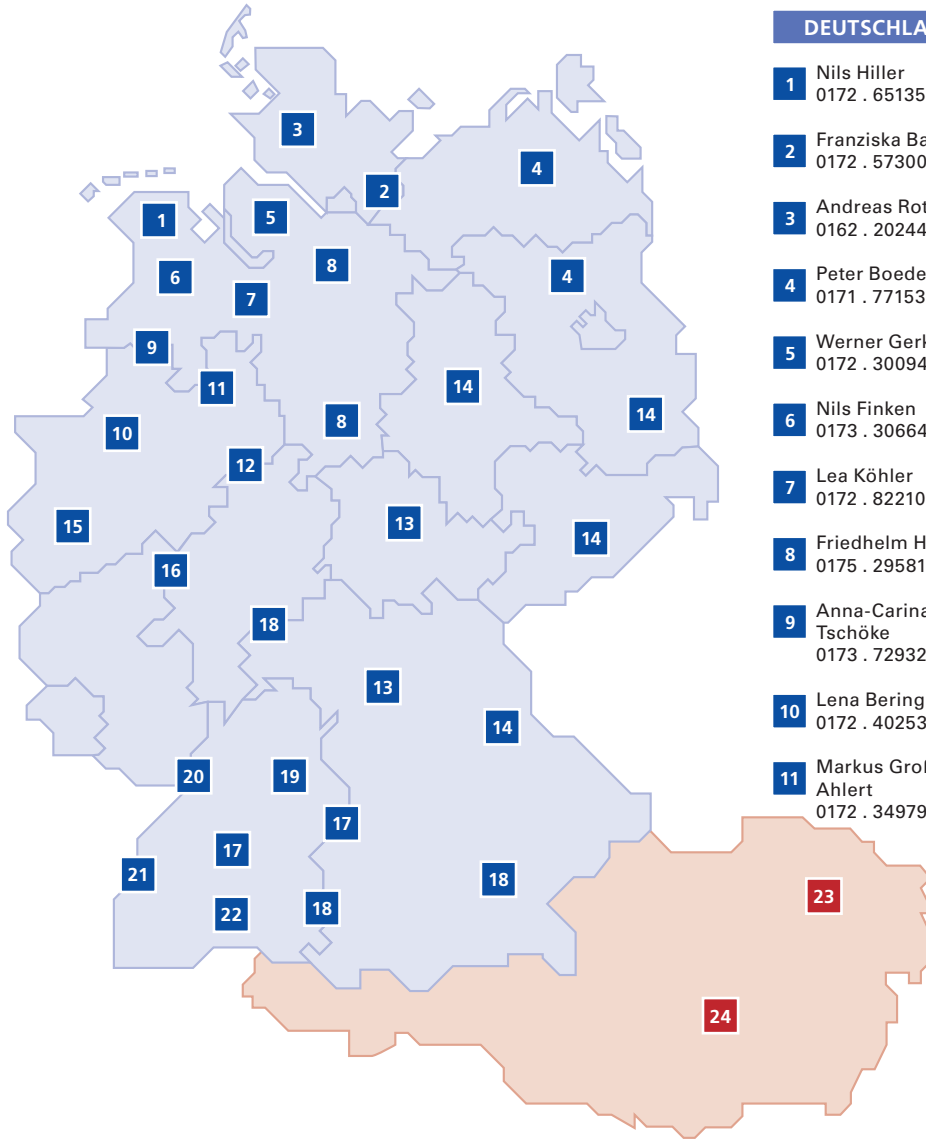 3
4
2
1
5
8
6
4
7
9
14
11
14
8
10
12
13
15
14
16
18
13
14
20
19
17
17
21
18
18
22
23
24
DEUTSCHLA
1 Nils Hiller
0172 . 65135
2 Franziska Ba
0172 . 57300
3 Andreas Rot
0162 . 20244
4 Peter Boede
0171 . 77153
5 Werner Ger
0172 . 30094
6 Nils Finken
0173 . 30664
7 Lea Köhler
0172 . 82210
8 Friedhelm H
0175 . 29581
9 Anna-Carina
Tschöke
0173 . 72932
10 Lena Bering
0172 . 40253
11 Markus Gro
Ahlert
0172 . 34979